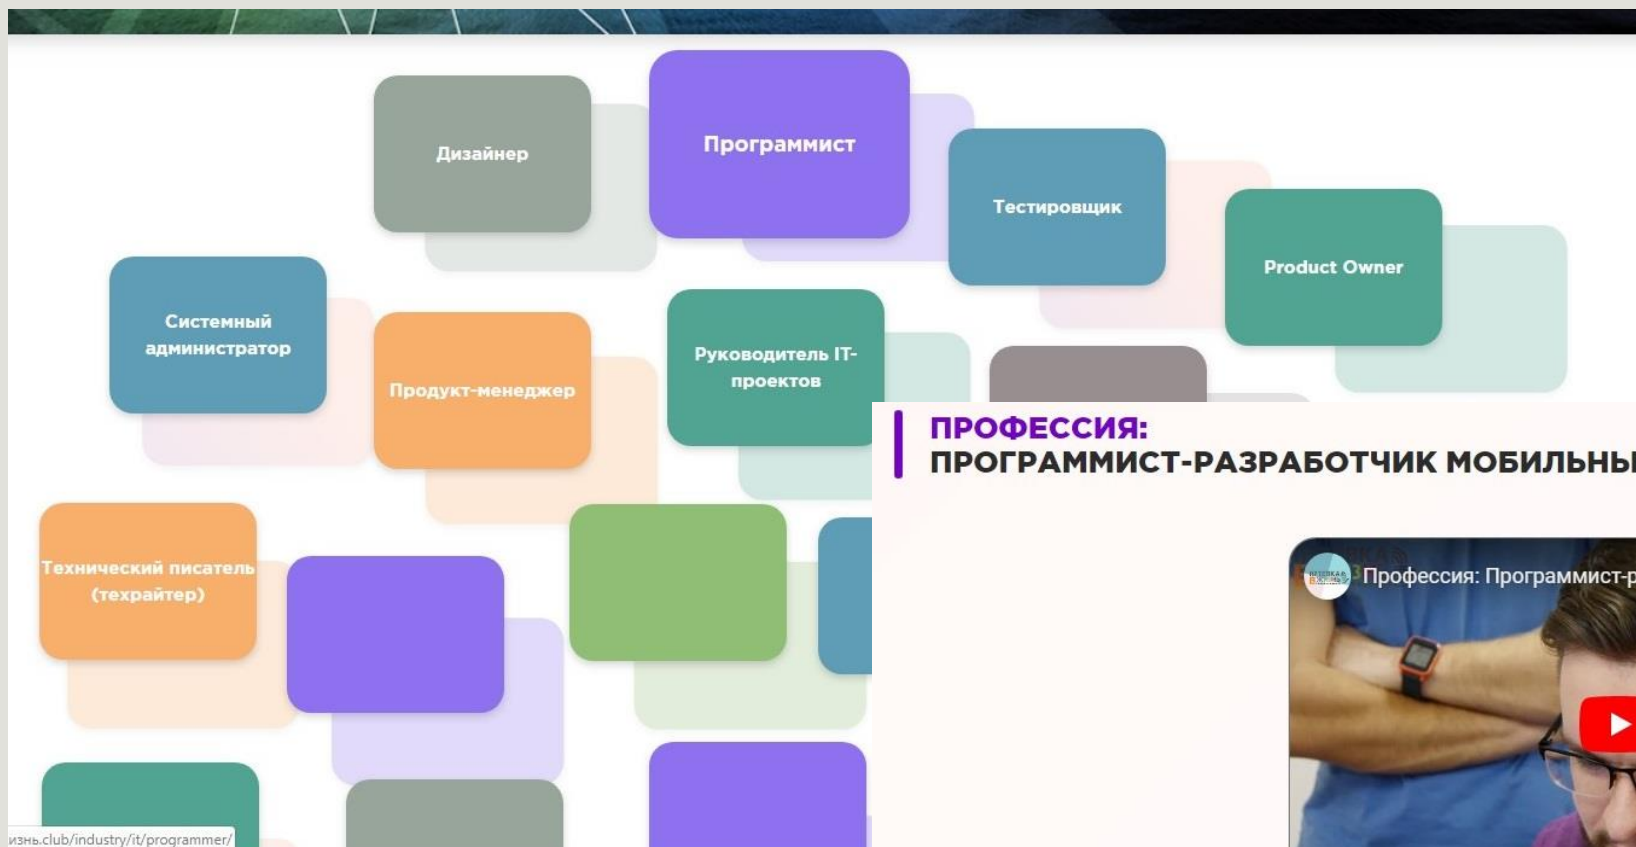 Дизайнер
Программист
Тестировщик
Product Owner
Системный
администратор
Продукт-менеджер
Руководитель IT-
проектов
Технический писатель
(техрайтер)
ПРОФЕССИЯ:
ПРОГРАММИСТ-РАЗРАБОТЧИК МОБИЛЬНЫ
Профессия: Программист-р
изнь.club/industry/it/programmer/